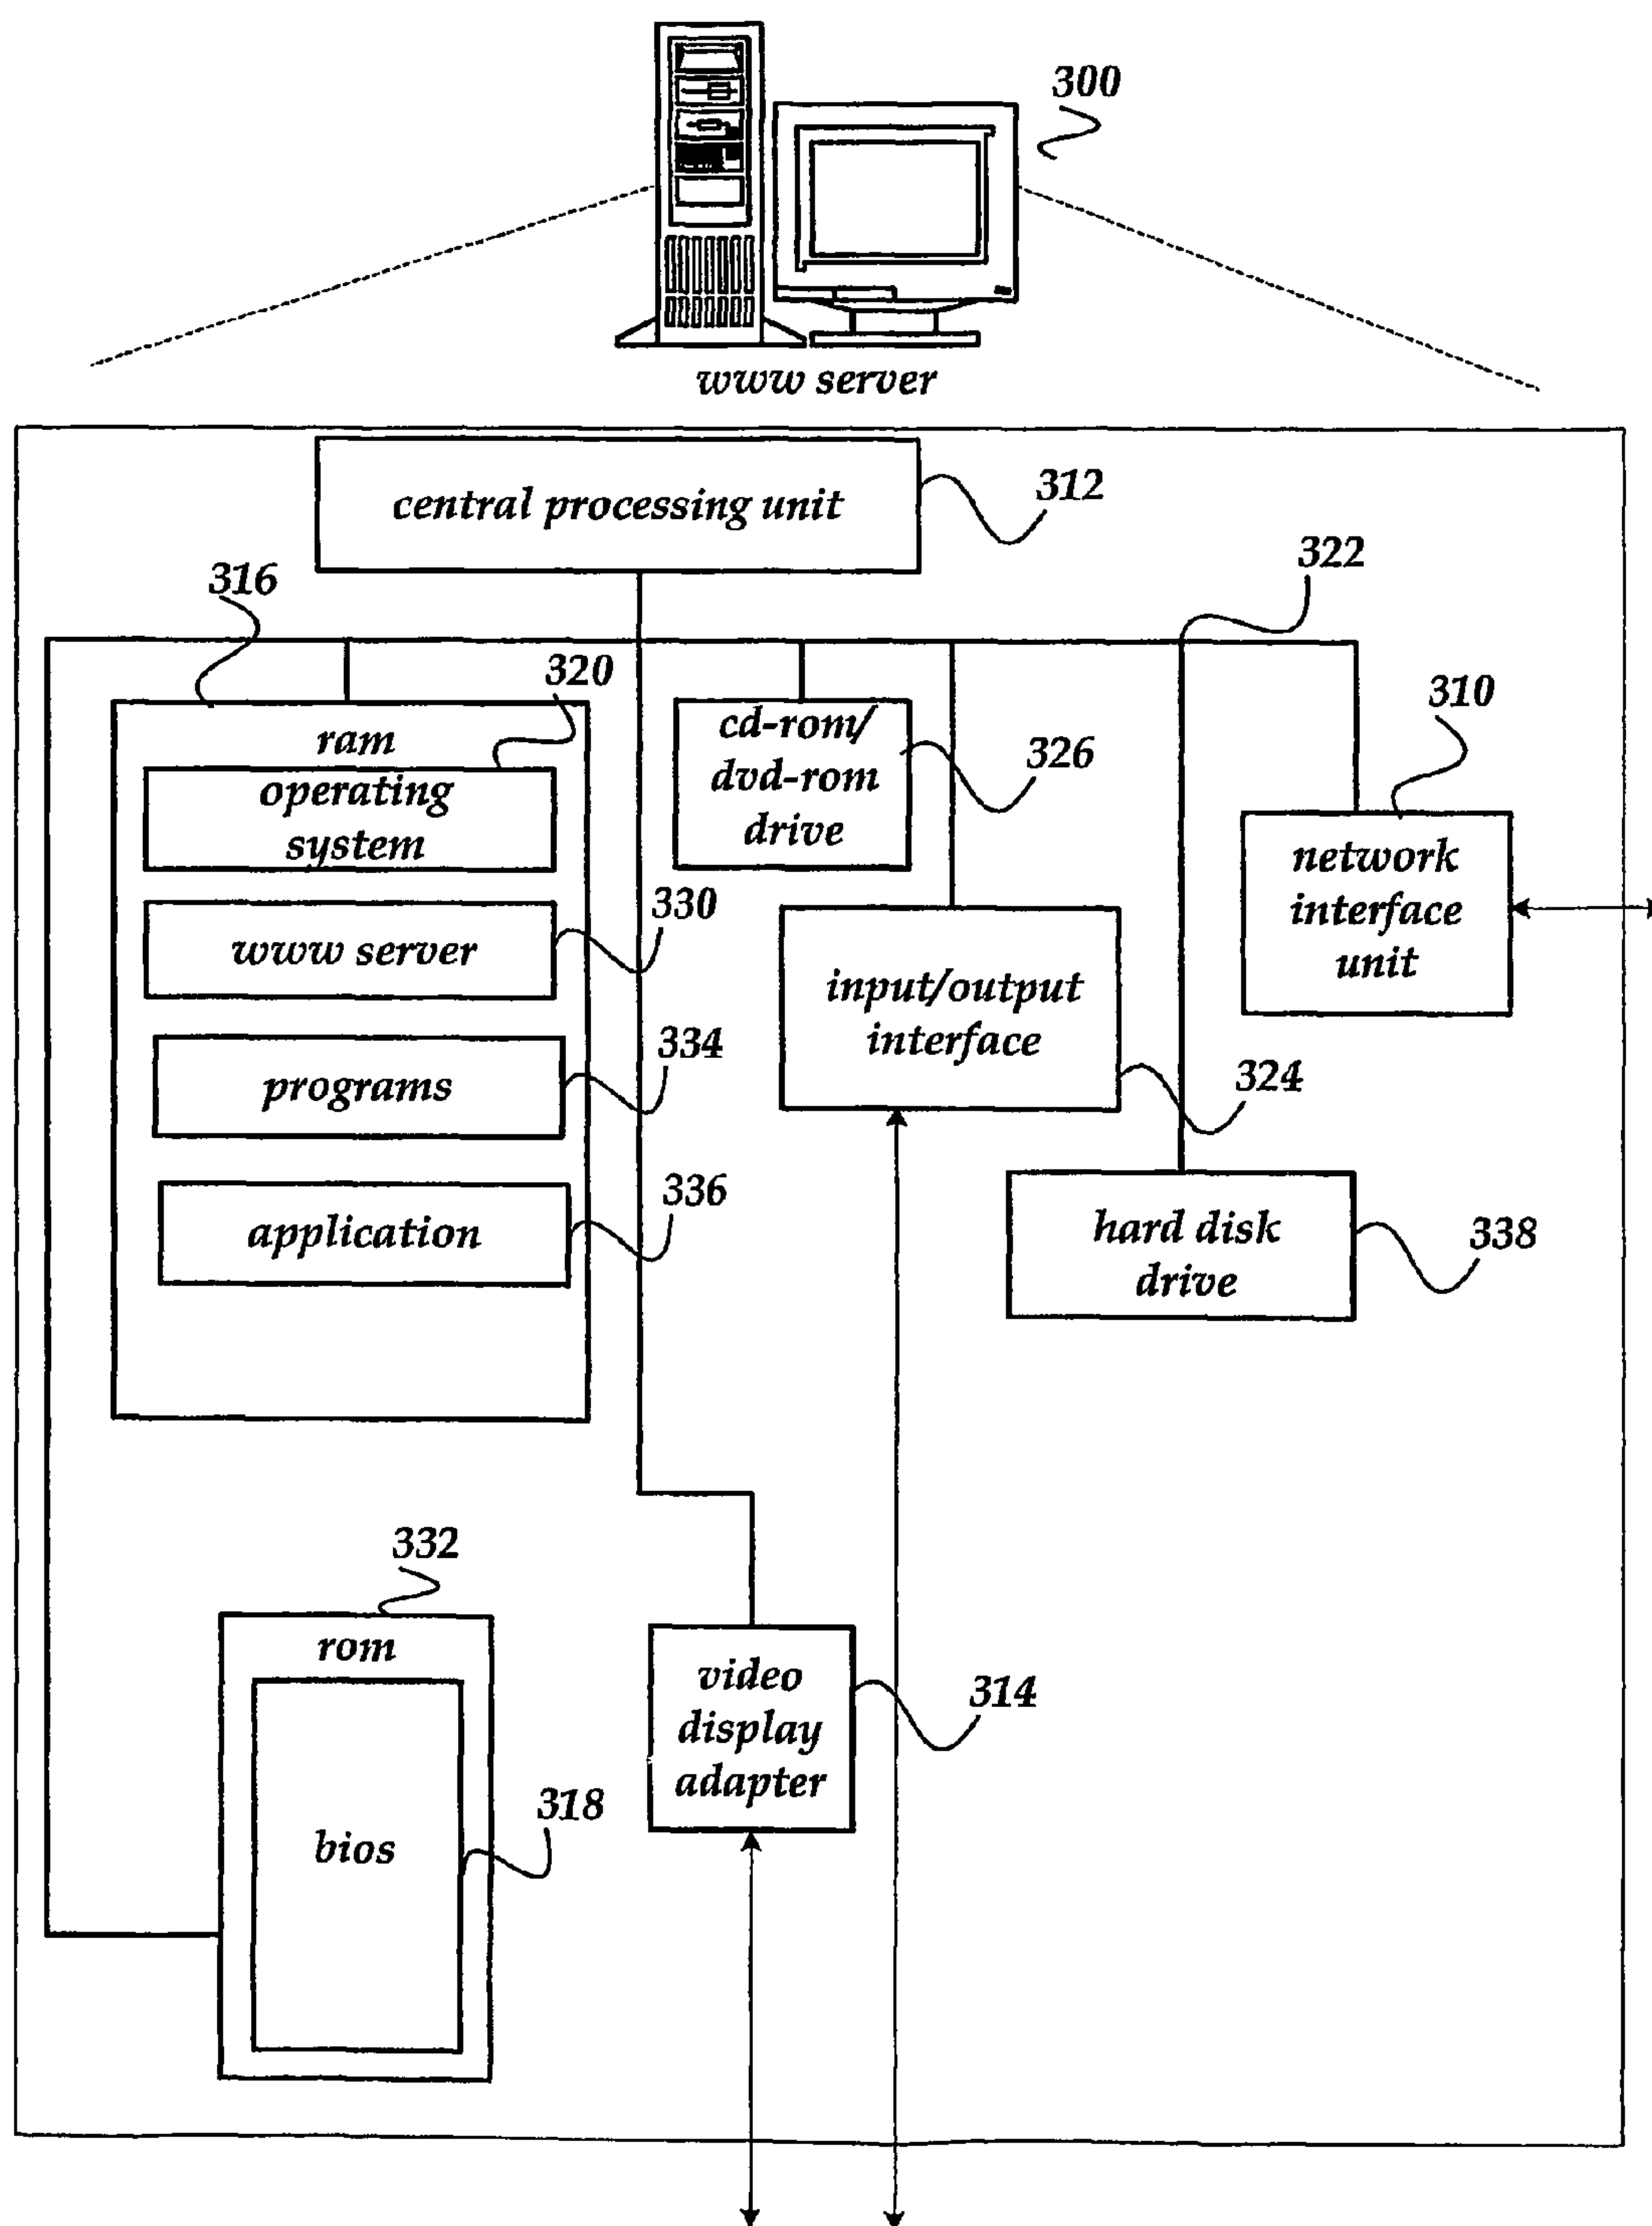 300
www server
central processing unit
312
322
316
320
310
ram
operating
system
cd-rom/
dvd-rom
drive
326
network
interface
unit
330
www server
input/output
interface
334
programs
324
336
application
hard disk
drive
338
332
rom
video
display
adapter
314
318
bios